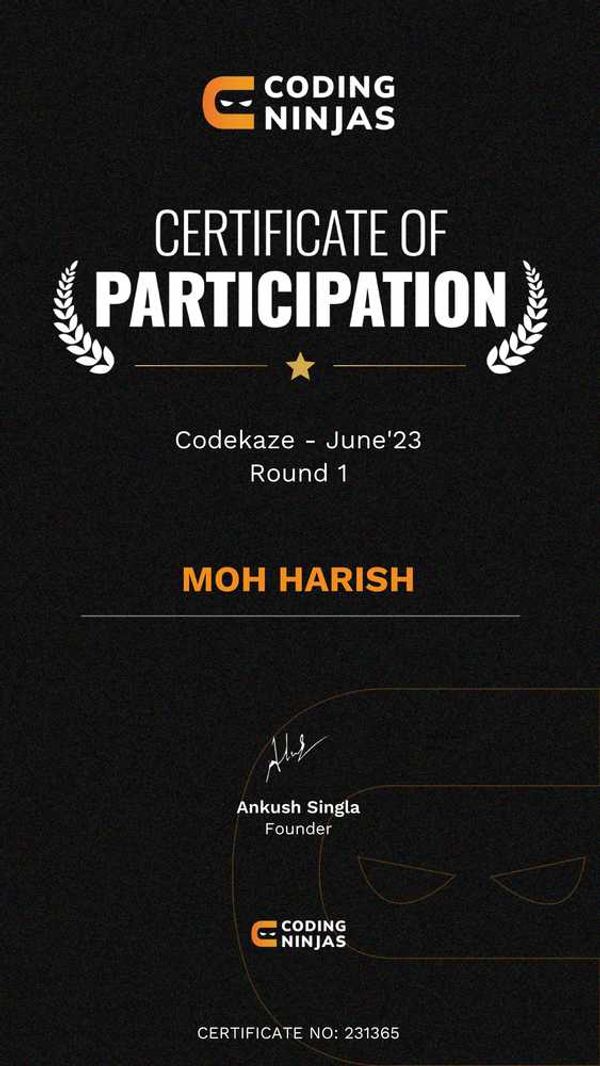 CODING
NINJAS
CERTIFICATE OF
PARTICIPATION
Codekaze - June'23
Round 1
MOH HARISH
Ankush Singla
Founder
CODING
NINJAS
CERTIFICATE NO: 231365